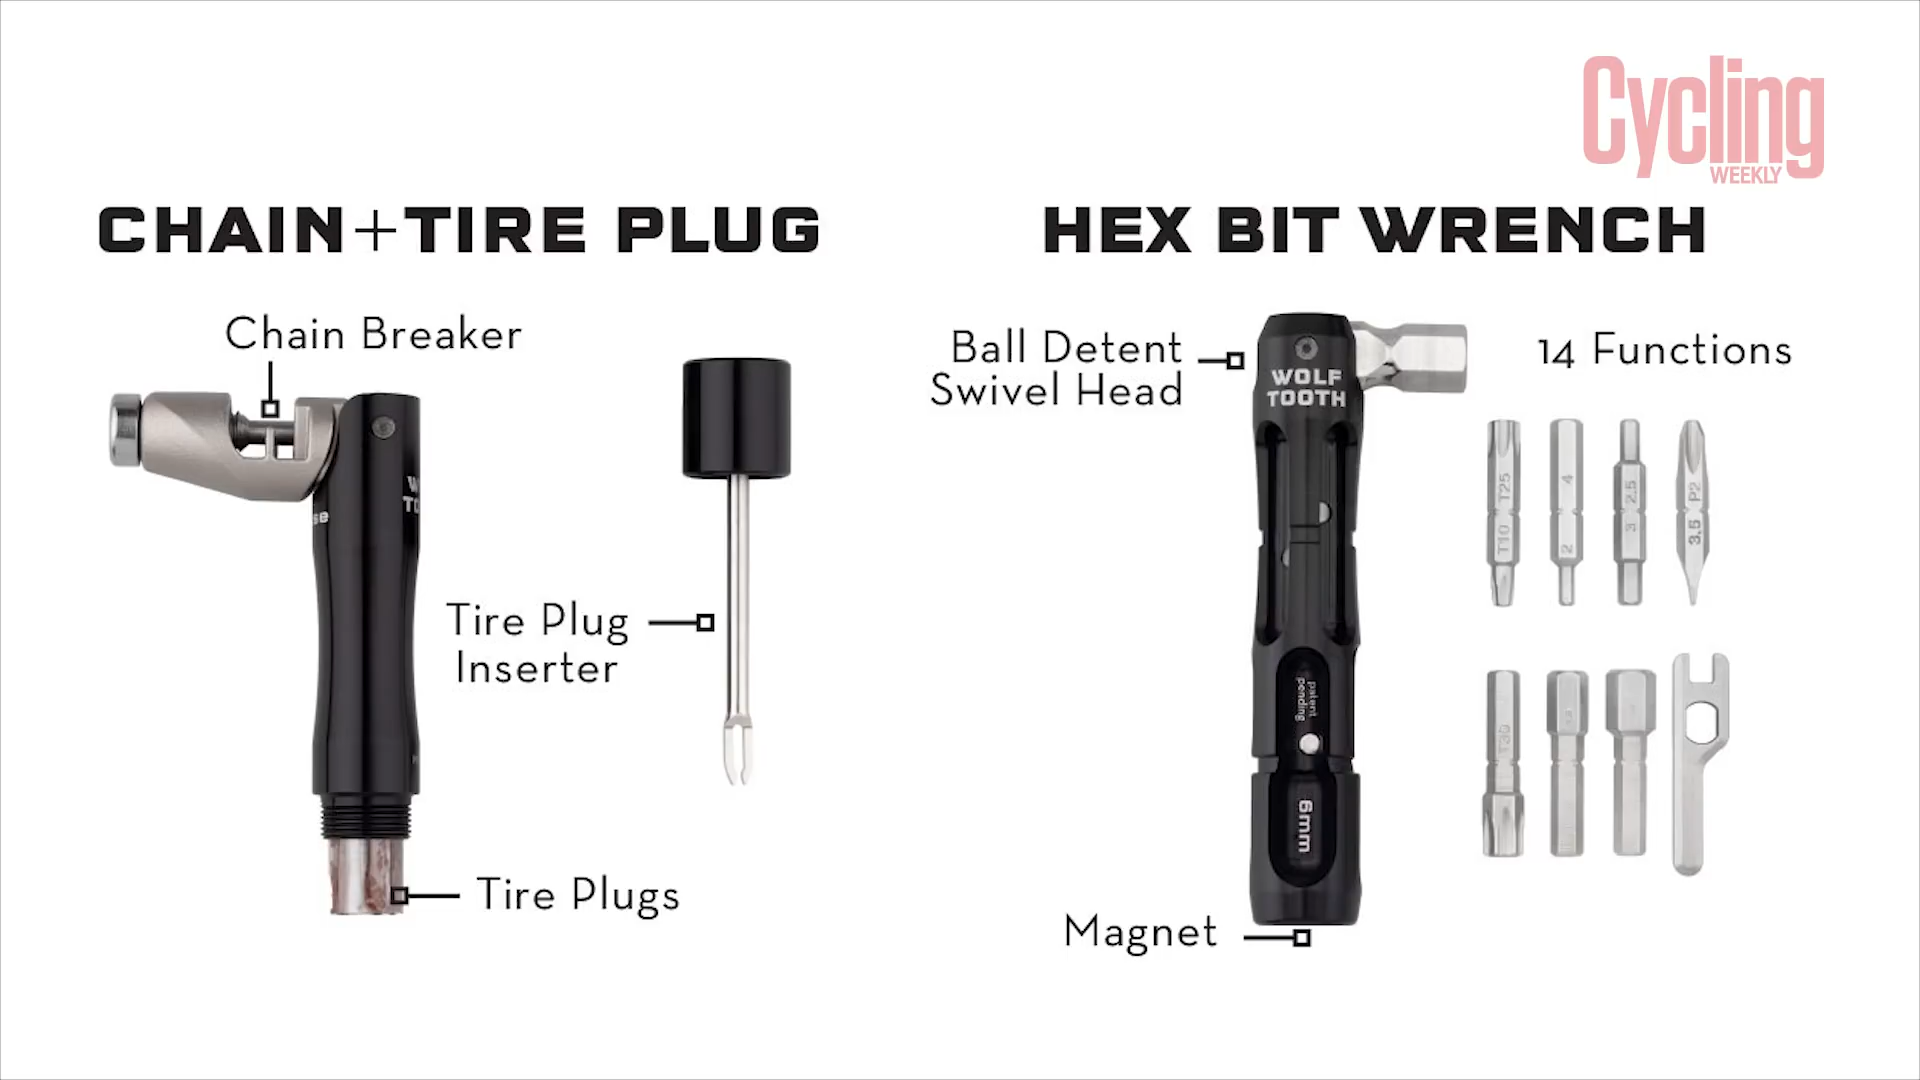 Cycling
WEEKLY
CHAIN+TIRE PLUG
HEX BIT WRENCH
Chain Breaker
Ball Detent
Swivel Head
14 Functions
WOLF
TOOTH
Tire Plug
Inserter
Tire Plugs
Magnet
patent
pending
6mm
T10 T25
2 4
3 2.5
3.5 P2
T30